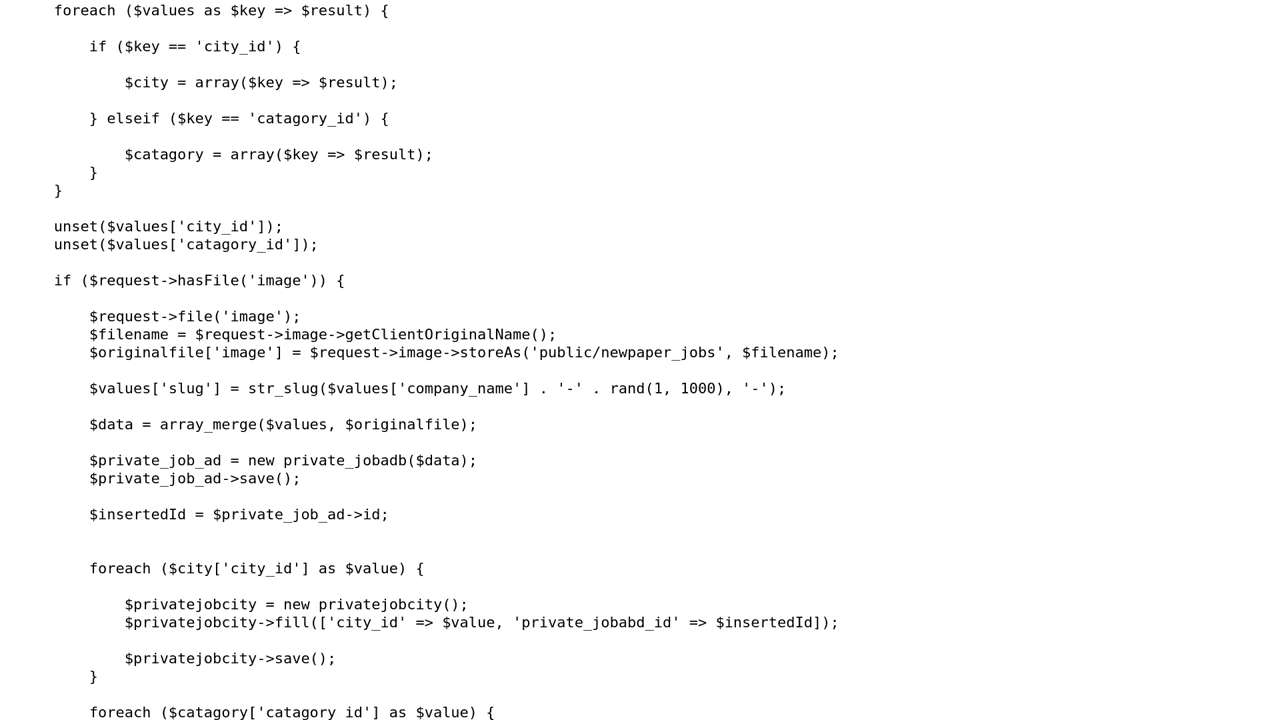 foreach ($values as $key => $result) {
if ($key == 'city_id') {
$city = array($key => $result);
} elseif ($key == 'catagory_id') {
$catagory = array($key => $result);
}
}
unset($values['city_id']);
unset($values['catagory_id']);
if ($request->hasFile('image')) {
$request->file('image');
$filename = $request->image->getClientOriginalName();
$originalfile['image'] = $request->image->storeAs('public/newpaper_jobs', $filename);
$values['slug'] = str_slug($values['company_name'] . '-' . rand(1, 1000), '-');
$data = array_merge($values, $originalfile);
$private_job_ad = new private_jobadb($data);
$private_job_ad->save();
$insertedId = $private_job_ad->id;
foreach ($city['city_id'] as $value) {
$privatejobcity = new privatejobcity();
$privatejobcity->fill(['city_id' => $value, 'private_jobabd_id' => $insertedId]);
$privatejobcity->save();
}
foreach ($catagory['catagory_id'] as $value) {